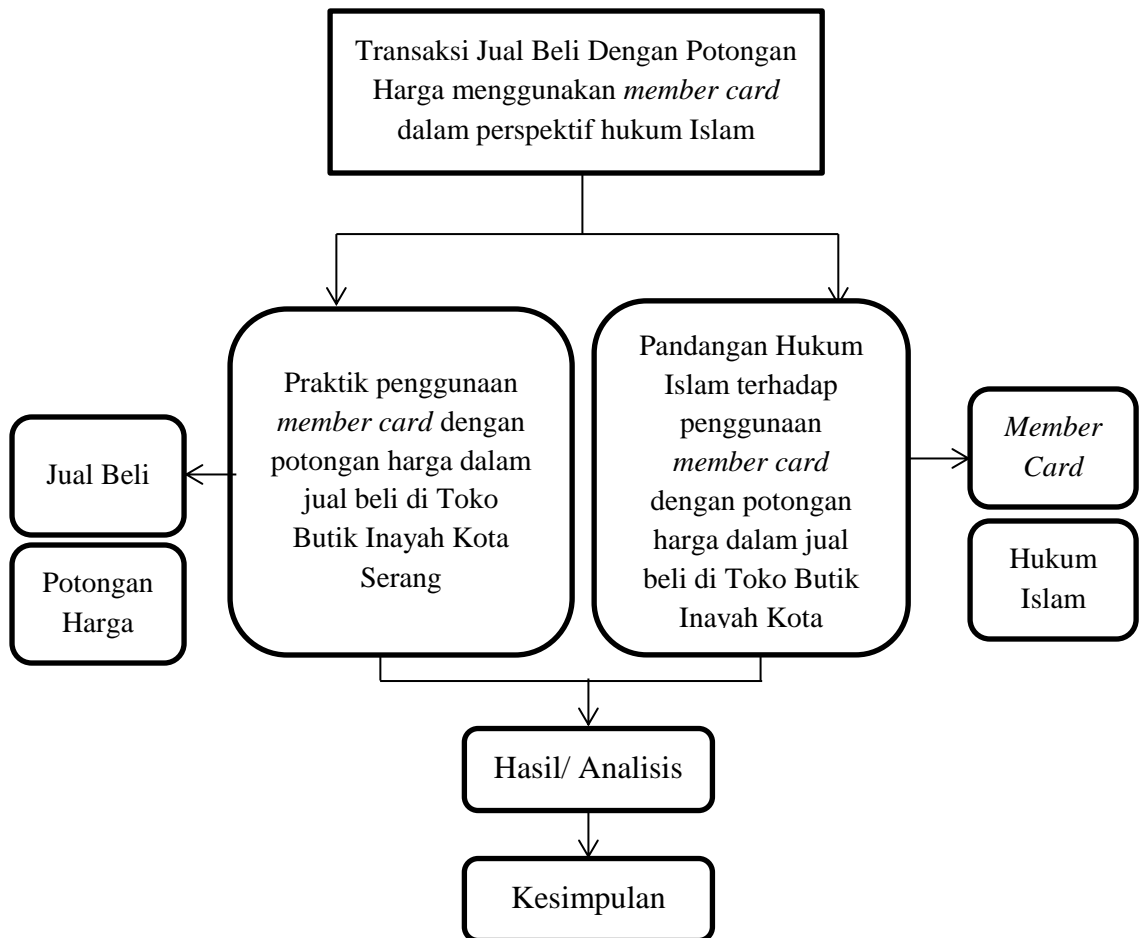 Transaksi Jual Beli Dengan Potongan
Harga menggunakan member card
dalam perspektif hukum Islam
Praktik penggunaan
member card dengan
potongan harga dalam
jual beli di Toko
Butik Inayah Kota
Serang
Pandangan Hukum
Islam terhadap
penggunaan
member card
dengan potongan
harga dalam jual
beli di Toko Butik
Inayah Kota
Jual Beli
Potongan
Harga
Member
Card
Hukum
Islam
Hasil/ Analisis
Kesimpulan